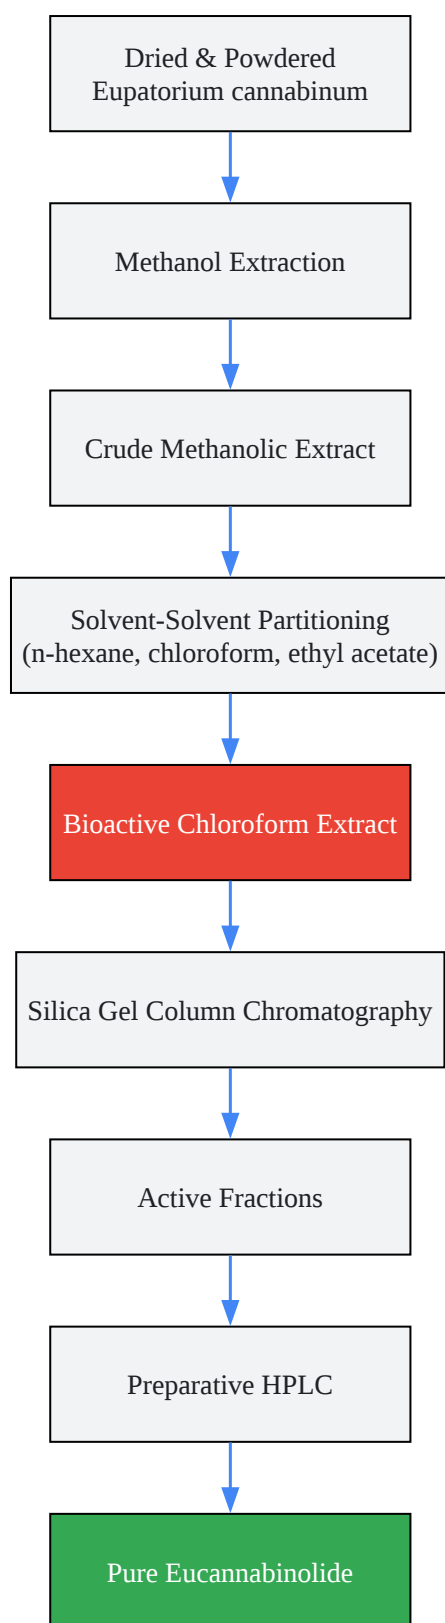 Dried & Powdered
Eupatorium cannabinum
Methanol Extraction
Crude Methanolic Extract
Solvent-Solvent Partitioning
(n-hexane, chloroform, ethyl acetate)
Bioactive Chloroform Extract
Silica Gel Column Chromatography
Active Fractions
Preparative HPLC
Pure Eucannabinolide